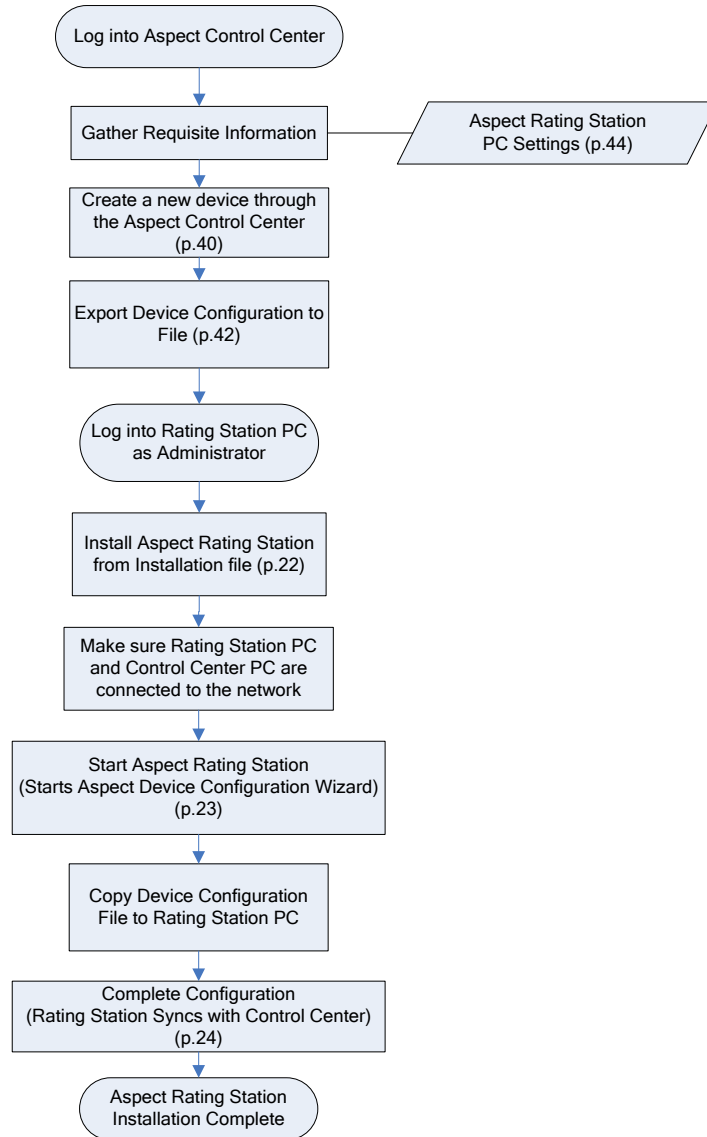 Log into Aspect Control Center
Gather Requisite Information
Aspect Rating Station
PC Settings (p.44)
Create a new device through
the Aspect Control Center
(p.40)
Export Device Configuration to
File (p.42)
Log into Rating Station PC
as Administrator
Install Aspect Rating Station
from Installation file (p.22)
Make sure Rating Station PC
and Control Center PC are
connected to the network
Start Aspect Rating Station
(Starts Aspect Device Configuration Wizard)
(p.23)
Copy Device Configuration
File to Rating Station PC
Complete Configuration
(Rating Station Syncs with Control Center)
(p.24)
Aspect Rating Station
Installation Complete